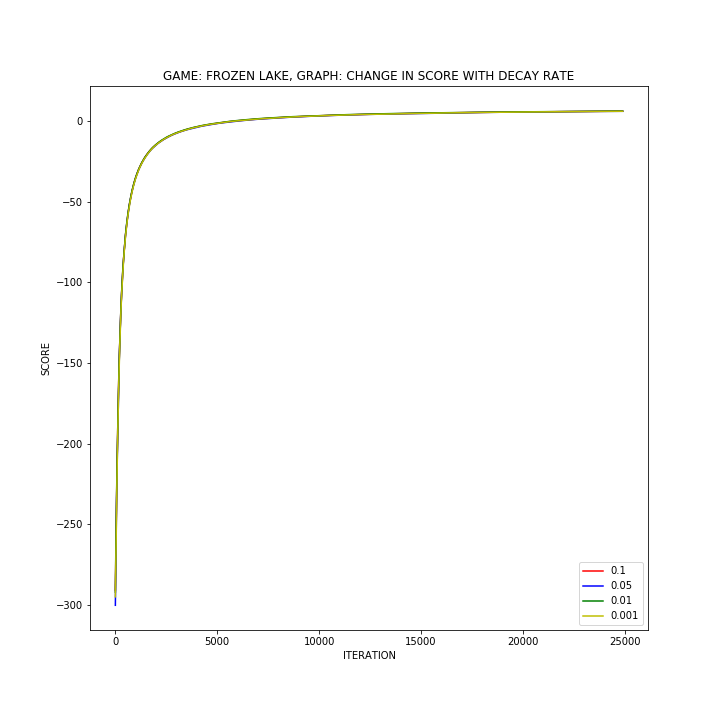 GAME: FROZEN LAKE, GRAPH: CHANGE IN SCORE WITH DECAY RATE
0
−50
−100
−150
−200
−250
−300
SCORE
0 5000 10000 15000 20000 25000
ITERATION
0.1
0.05
0.01
0.001